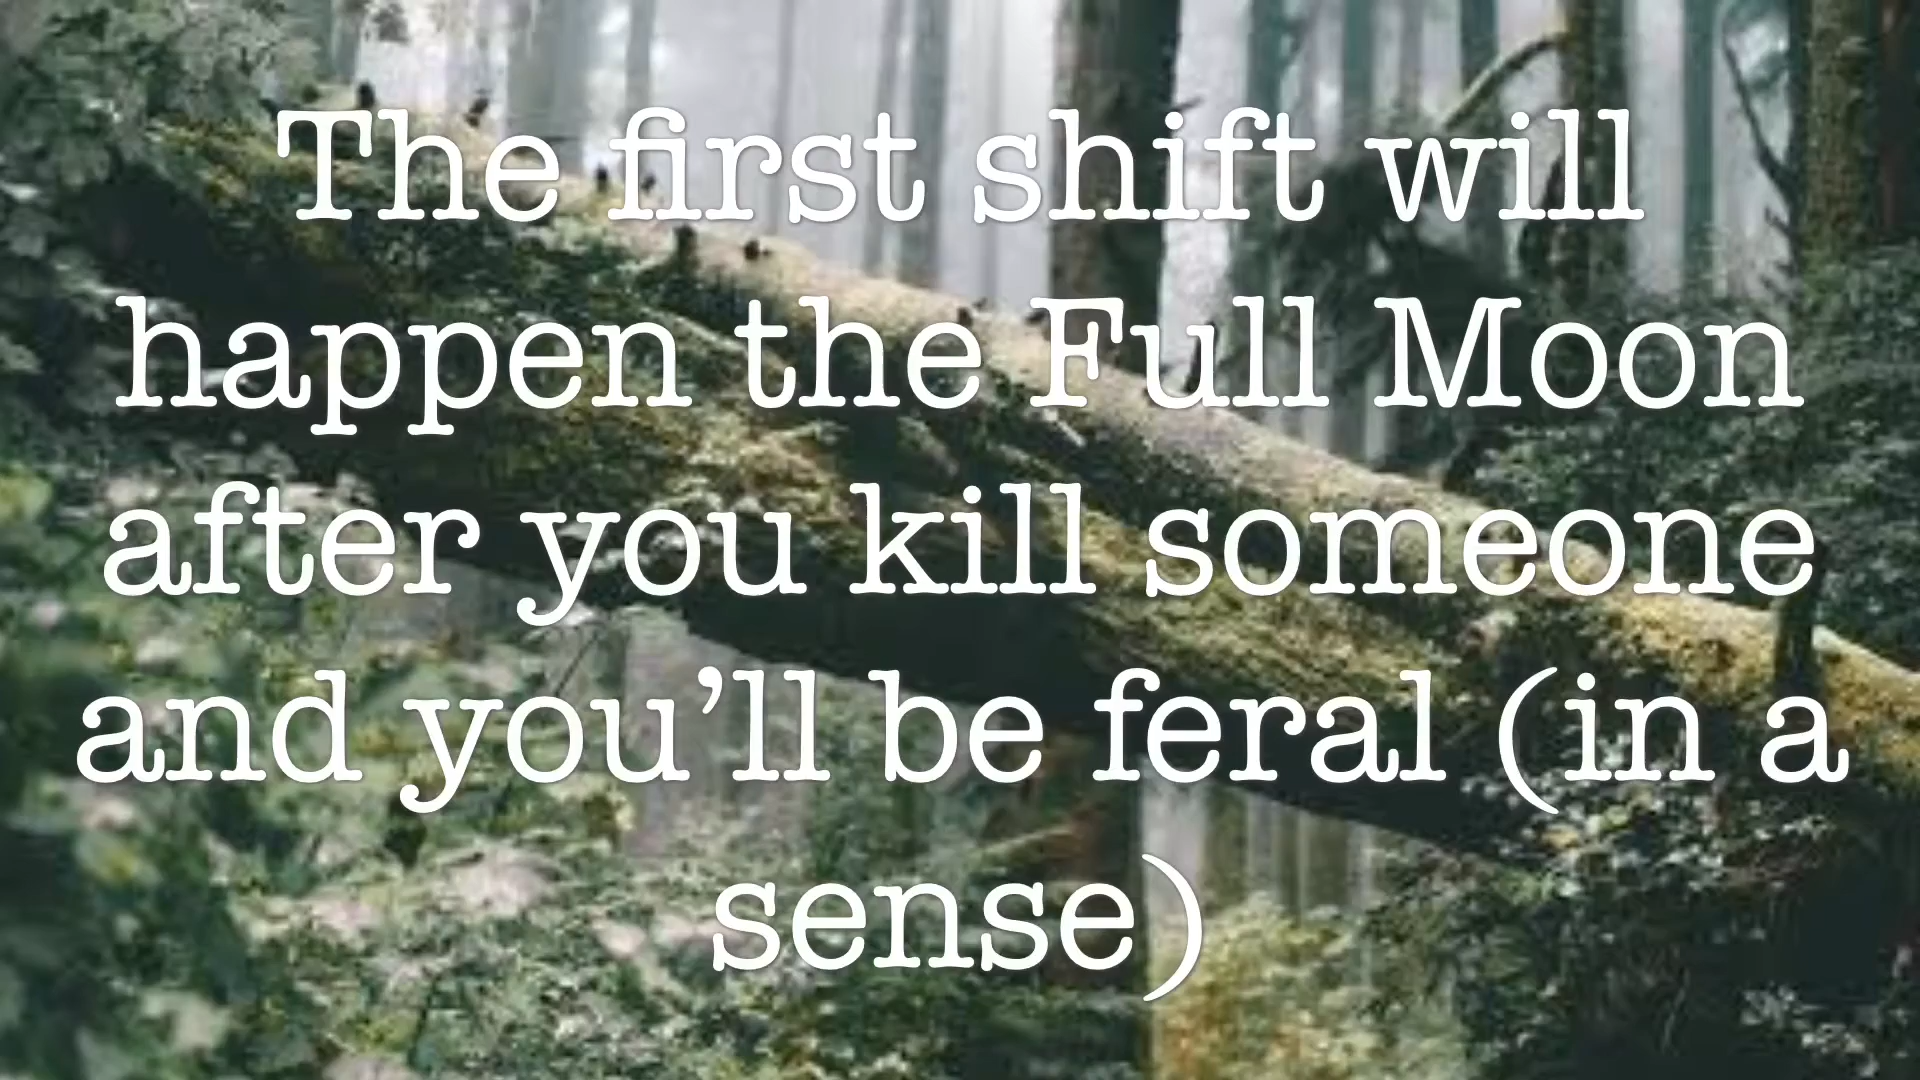 The first shift will
happen the Full Moon
after you kill someone
and you’ll be feral (in a
sense)